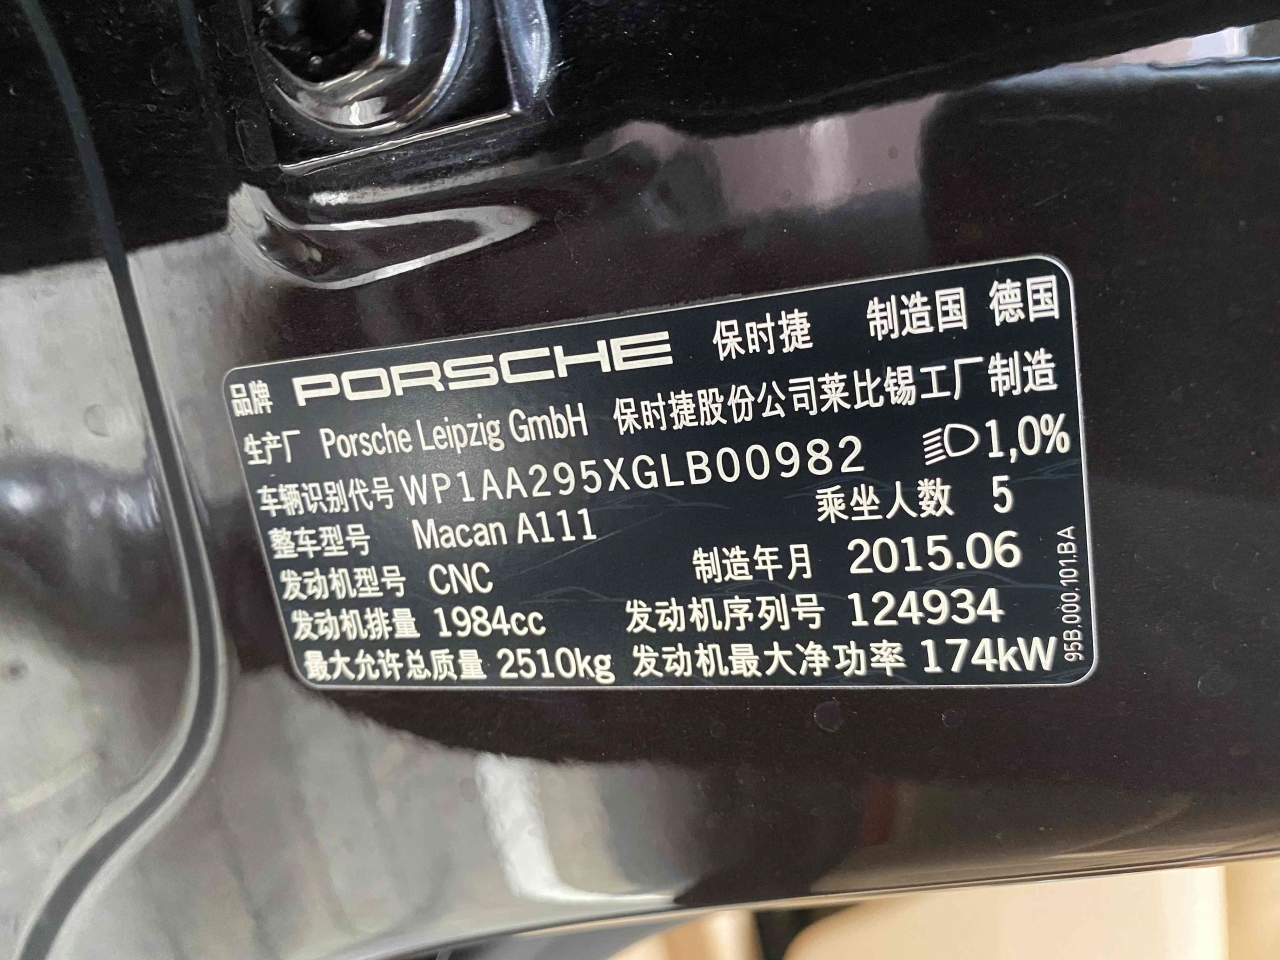 品牌 PORSCHE 保时捷 制造国 德国
生产厂 Porsche Leipzig GmbH 保时捷股份公司莱比锡工厂制造
车辆识别代号 WP1AA295XGLB00982 1,0%
整车型号 Macan A111 乘坐人数 5
发动机型号 CNC 制造年月 2015.06
发动机排量 1984cc 发动机序列号 124934
最大允许总质量 2510kg 发动机最大净功率 174kW
95B.000.101.BA